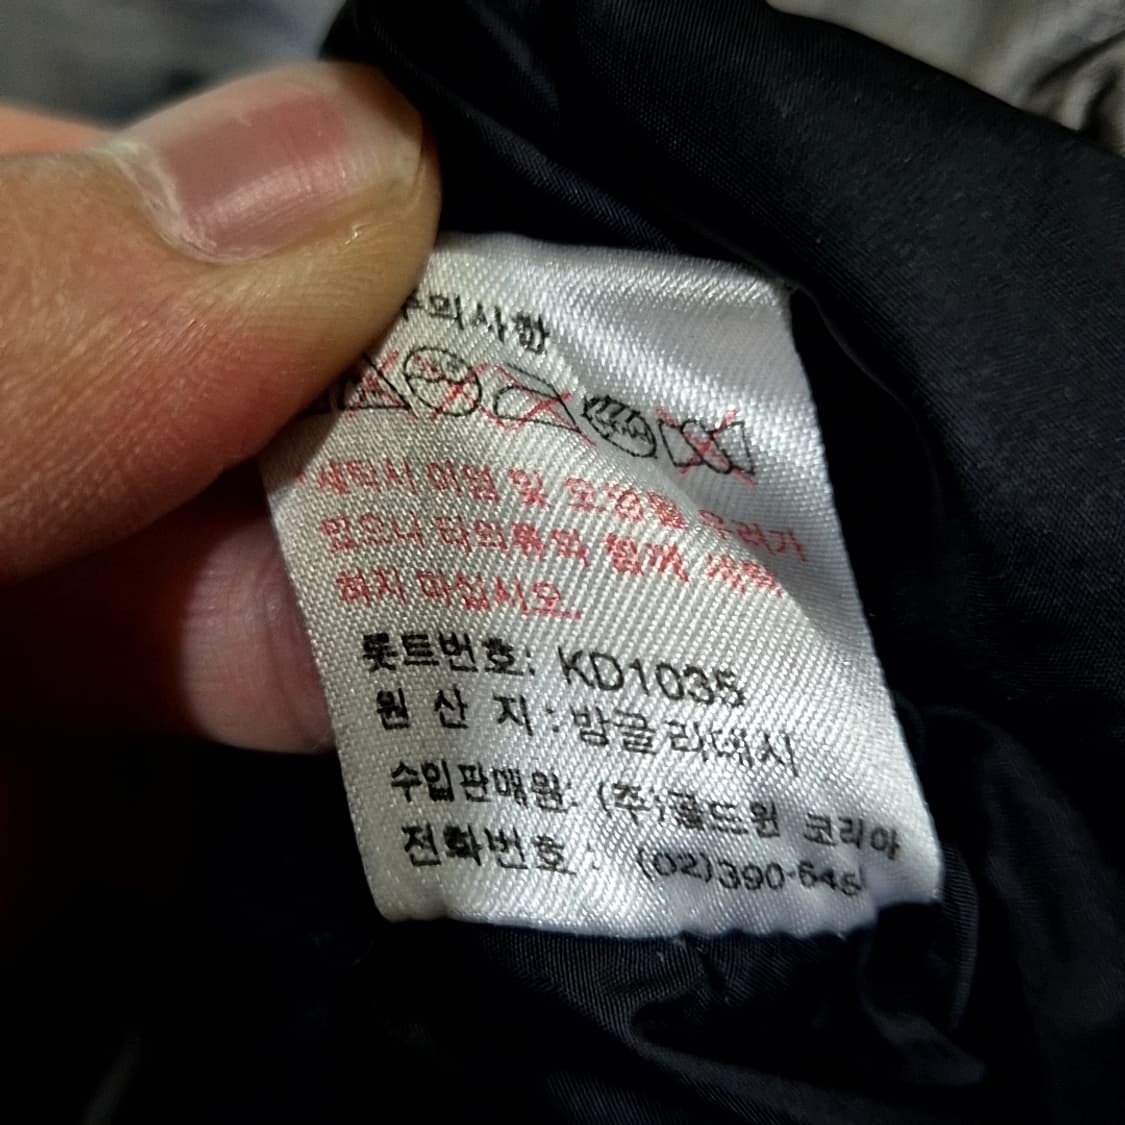 주의사항
세탁시 이염 및 오염될 우려가
있으니 타의류와 함께 세탁
하지 마십시오.
롯트번호: KD1035
원 산 지 : 방글라데시
수입판매원: (주)골드윈 코리아
전화번호 : (02)390-646